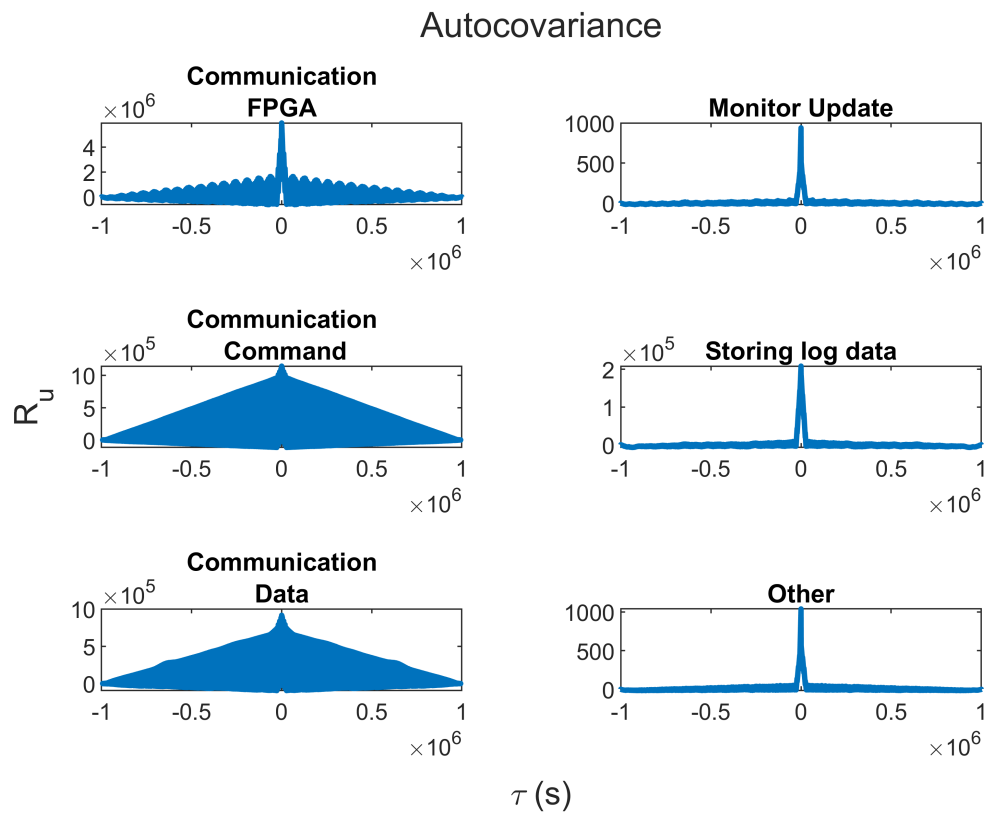 Autocovariance
Communication
FPGA
×10^6
4
2
0
-1 -0.5 0 0.5 1
×10^6
Monitor Update
1000
500
0
-1 -0.5 0 0.5 1
×10^6
R_u
Communication
Command
×10^5
10
5
0
-1 -0.5 0 0.5 1
×10^6
Storing log data
×10^5
2
1
0
-1 -0.5 0 0.5 1
×10^6
Communication
Data
×10^5
10
5
0
-1 -0.5 0 0.5 1
×10^6
Other
1000
500
0
-1 -0.5 0 0.5 1
×10^6
τ (s)